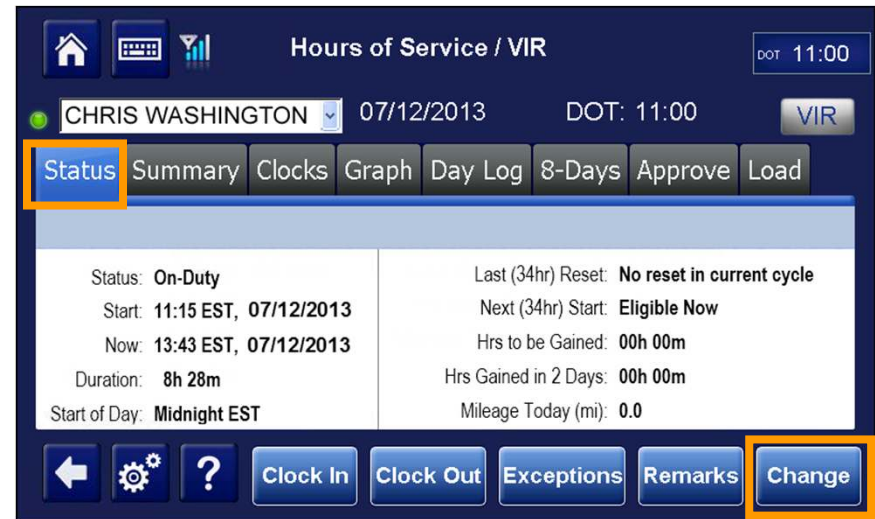 Hours of Service / VIR
DOT 11:00
CHRIS WASHINGTON 07/12/2013 DOT: 11:00 VIR
Status Summary Clocks Graph Day Log 8-Days Approve Load
Status: On-Duty
Start: 11:15 EST, 07/12/2013
Now: 13:43 EST, 07/12/2013
Duration: 8h 28m
Start of Day: Midnight EST
Last (34hr) Reset: No reset in current cycle
Next (34hr) Start: Eligible Now
Hrs to be Gained: 00h 00m
Hrs Gained in 2 Days: 00h 00m
Mileage Today (mi): 0.0
? Clock In Clock Out Exceptions Remarks Change